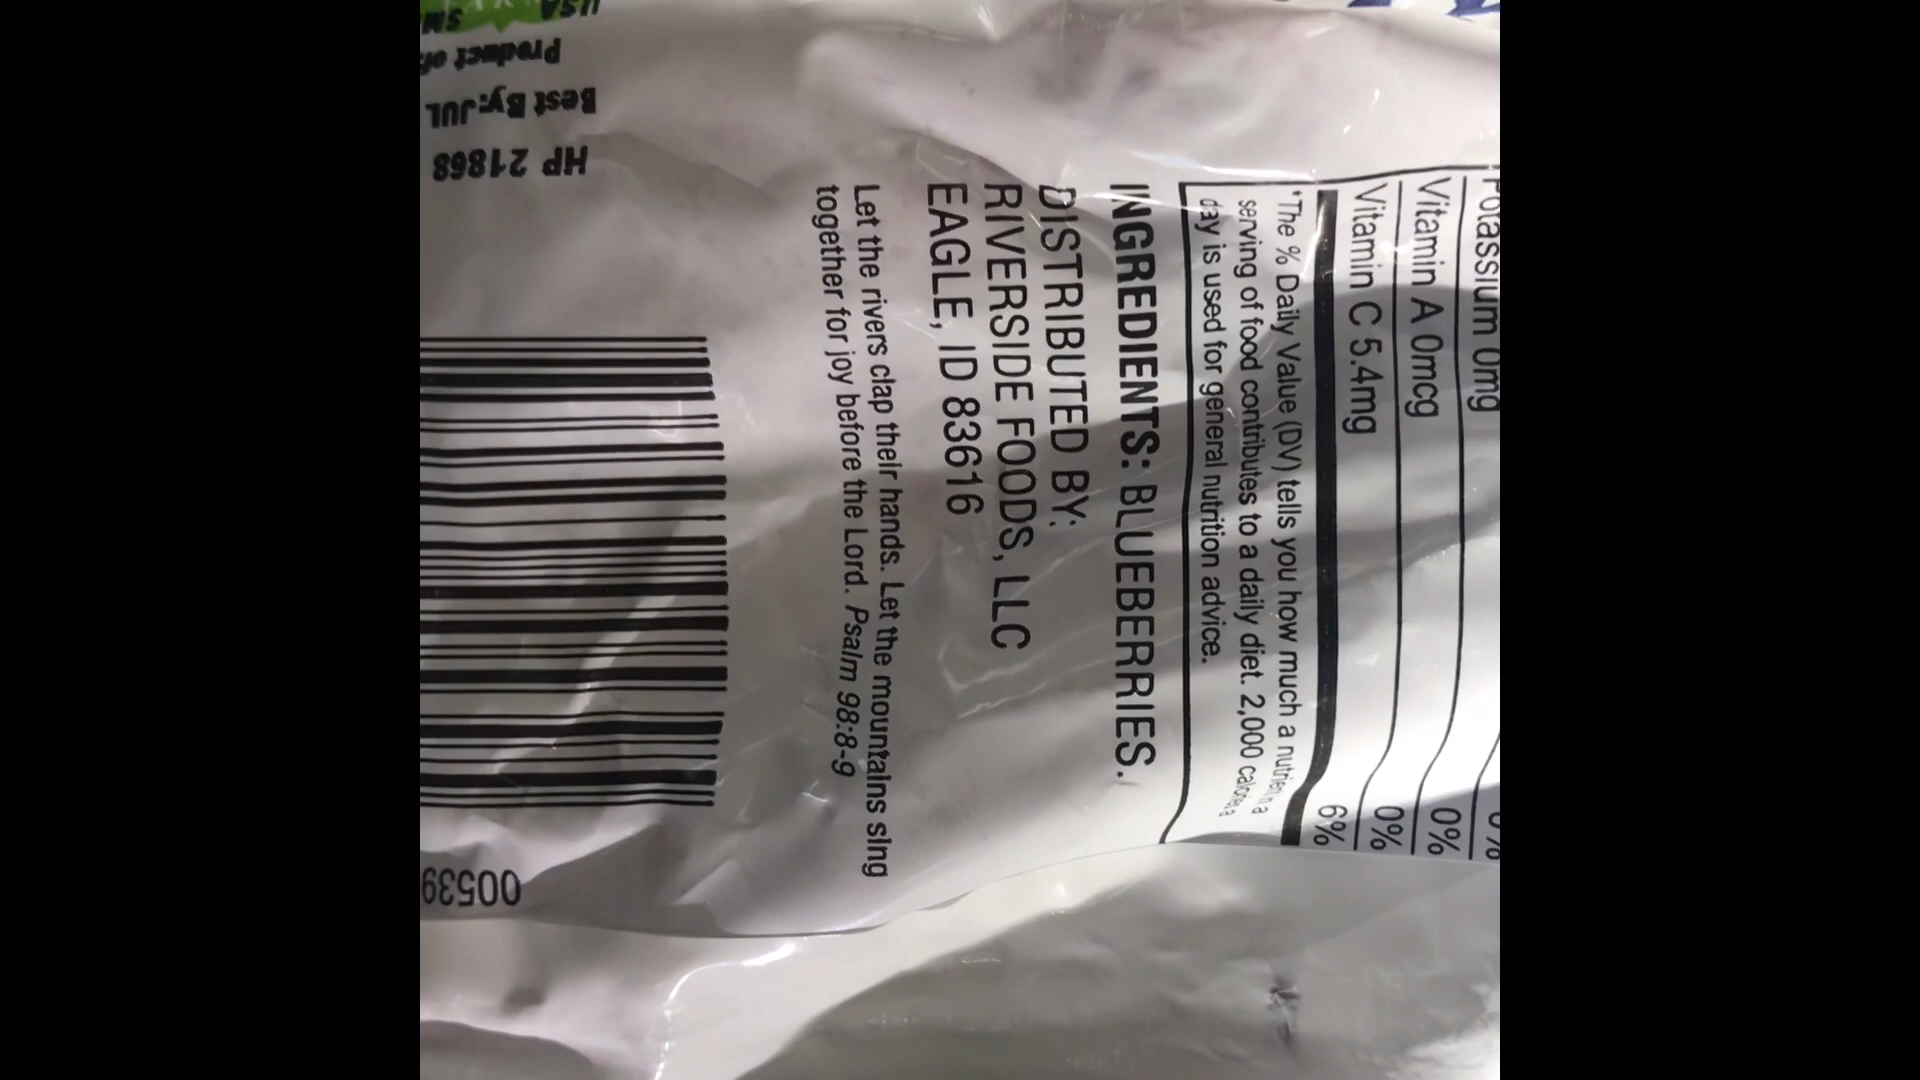 Potassium 0mg 0%
Vitamin A 0mcg 0%
Vitamin C 5.4mg 6%
*The % Daily Value (DV) tells you how much a nutrient in a
serving of food contributes to a daily diet. 2,000 calories a
day is used for general nutrition advice.
INGREDIENTS: BLUEBERRIES.
DISTRIBUTED BY:
RIVERSIDE FOODS, LLC
EAGLE, ID 83616
Let the rivers clap their hands. Let the mountains sing
together for joy before the Lord. Psalm 98:8-9
00539
HP 21868
Best By: JUL
Product of:
USA